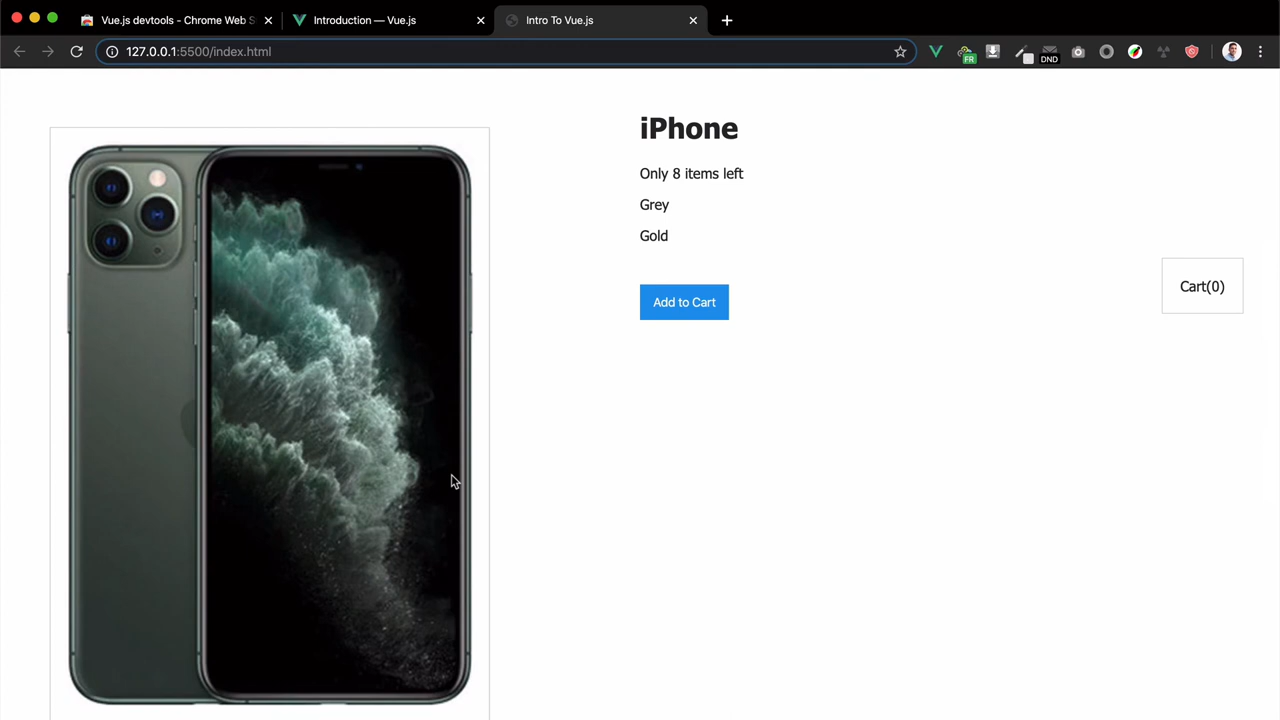 Vue.js devtools - Chrome Web S
Introduction — Vue.js
Intro To Vue.js
127.0.0.1:5500/index.html
FR
DND
iPhone
Only 8 items left
Grey
Gold
Add to Cart
Cart(0)